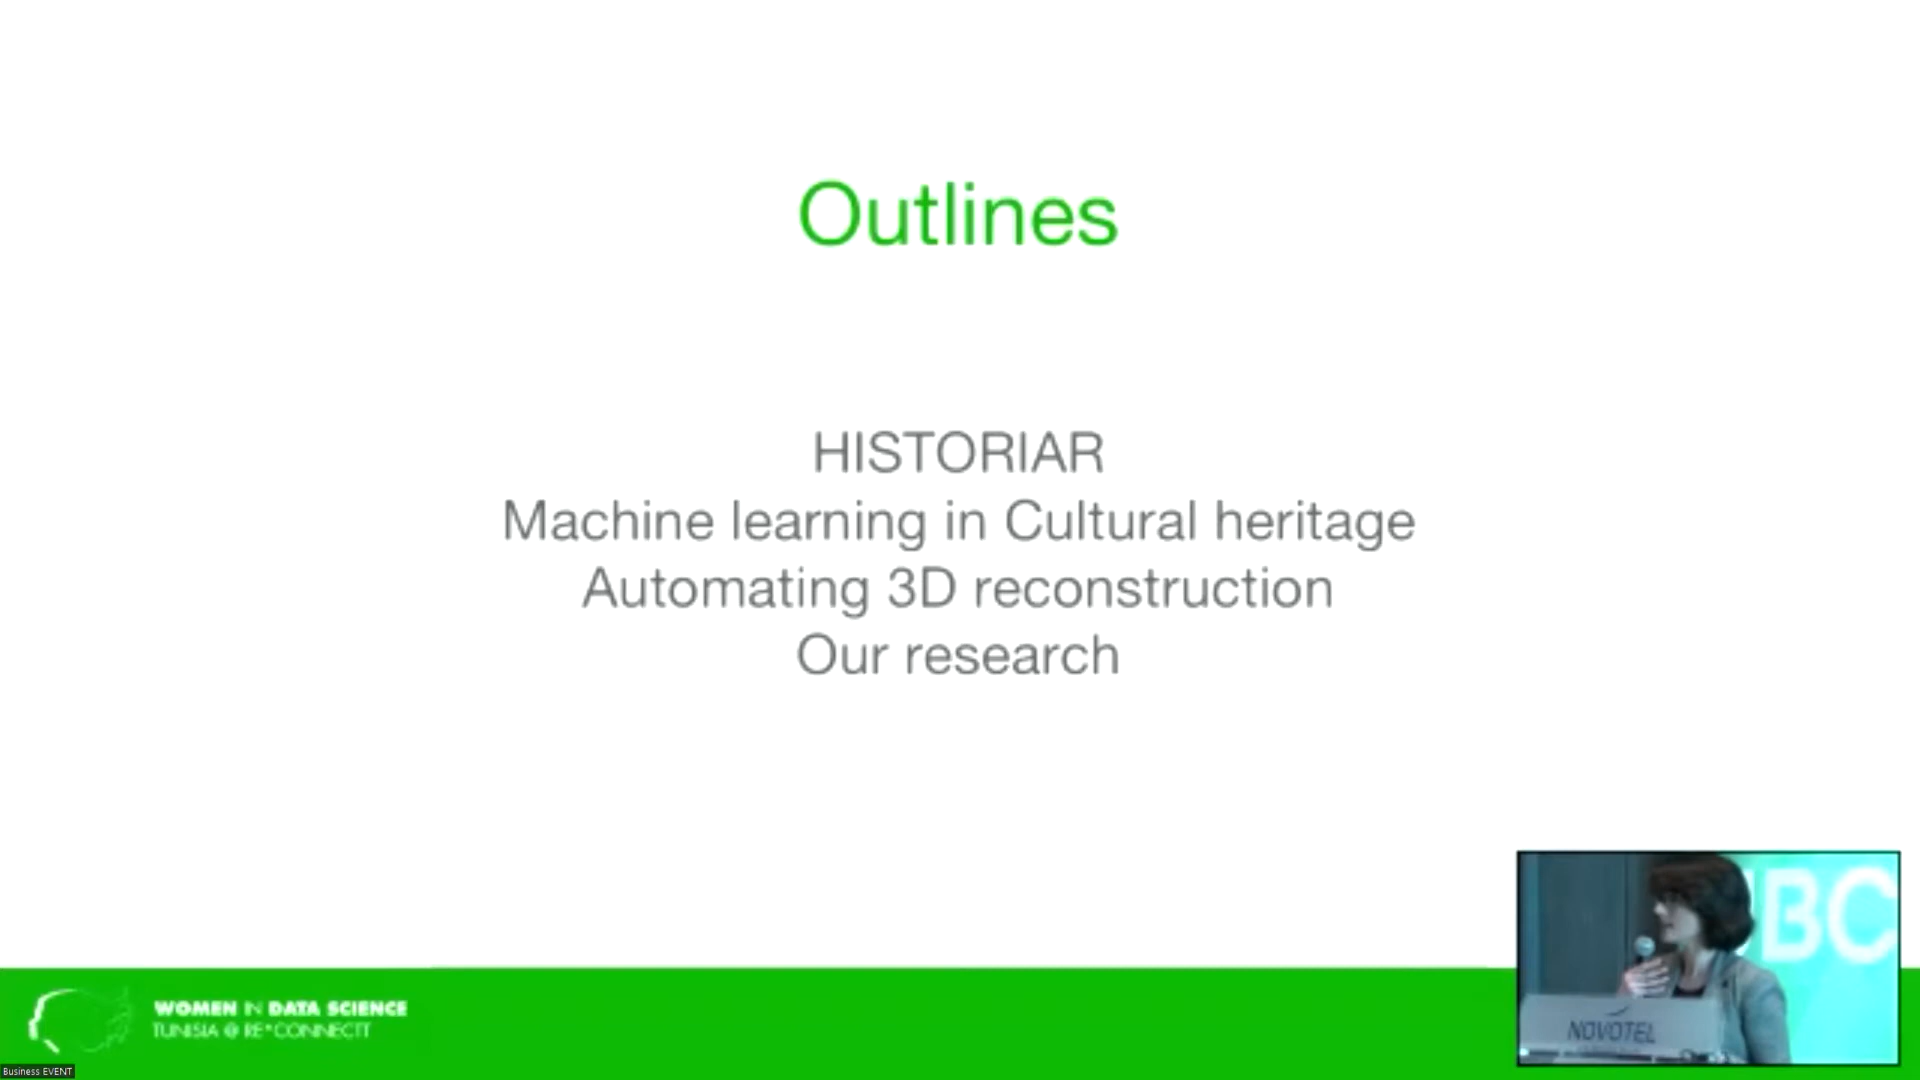 Outlines
HISTORIAR
Machine learning in Cultural heritage
Automating 3D reconstruction
Our research
BC
NOVOTEL
WOMEN IN DATA SCIENCE
TUNISIA @ RE*CONNECTT
Business EVENT